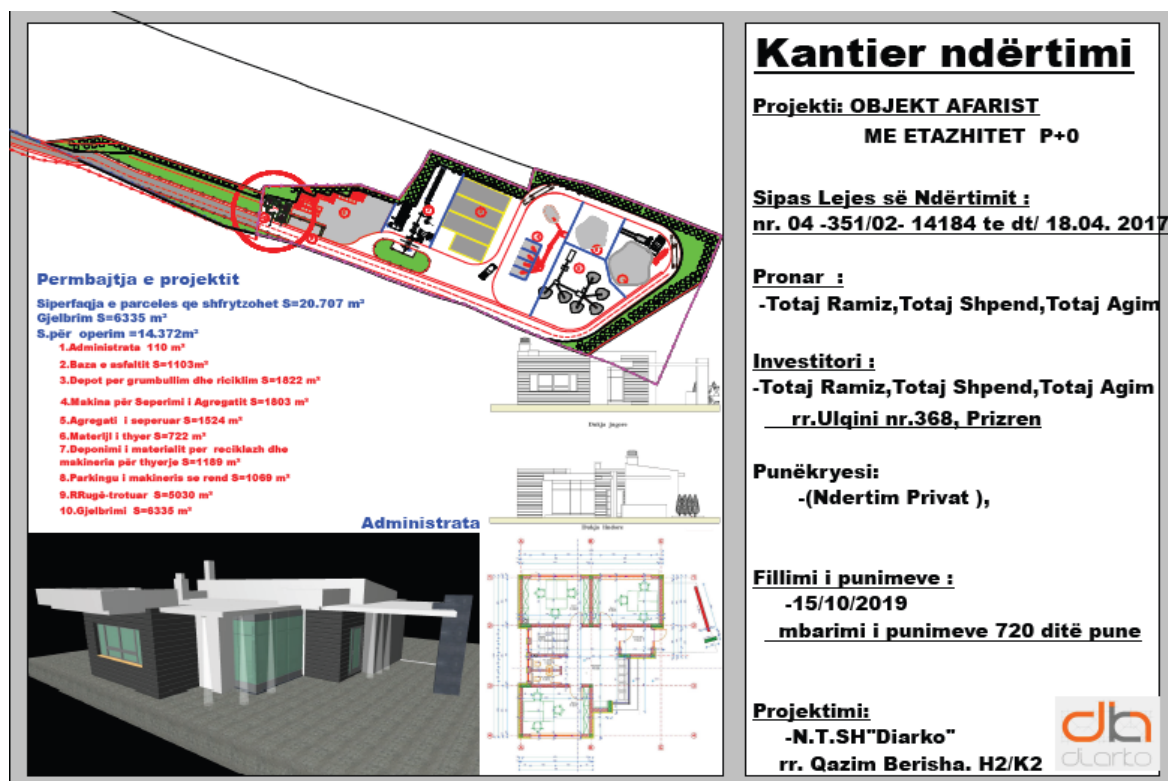 Permbajtja e projektit
Siperfaqja e parceles qe shfrytzohet S=20.707 m²
Gjelbrim S=6335 m²
S.për operim =14.372m²
1.Administrata 110 m²
2.Baza e asfaltit S=1103m²
3.Depot per grumbullim dhe riciklim S=1822 m²
4.Makina për Seperimi i Agregatit S=1803 m²
5.Agregati i seperuar S=1524 m²
6.Materijl i thyer S=722 m²
7.Deponimi i materialit per reciklazh dhe
makineria për thyerje S=1189 m²
8.Parkingu i makineris se rend S=1069 m²
9.RRugë-trotuar S=5030 m²
10.Gjelbrimi S=6335 m²
Administrata
Kantier ndërtimi
Projekti: OBJEKT AFARIST
ME ETAZHITET P+0
Sipas Lejes së Ndërtimit :
nr. 04 -351/02- 14184 te dt/ 18.04. 2017
Pronar :
-Totaj Ramiz,Totaj Shpend,Totaj Agim
Investitori :
-Totaj Ramiz,Totaj Shpend,Totaj Agim
rr.Ulqini nr.368, Prizren
Punëkryesi:
-(Ndertim Privat ),
Fillimi i punimeve :
-15/10/2019
mbarimi i punimeve 720 ditë pune
Projektimi:
-N.T.SH"Diarko"
rr. Qazim Berisha. H2/K2
diarko